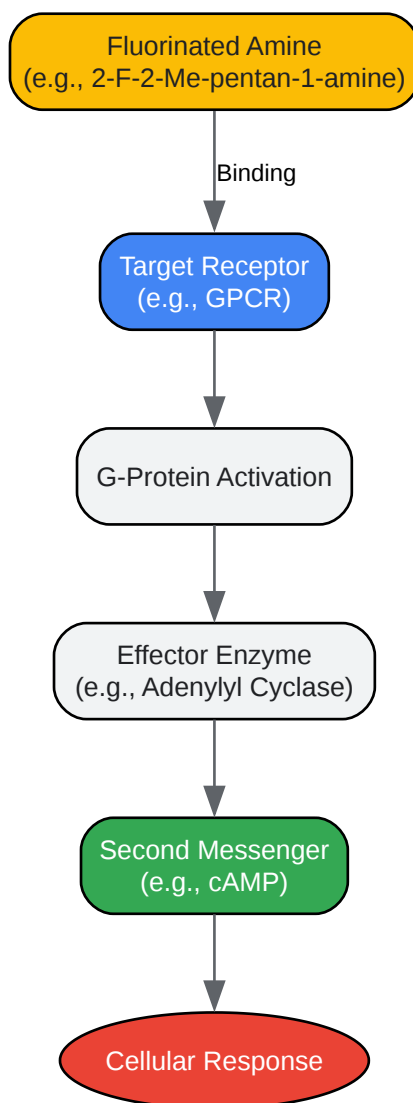 Fluorinated Amine
(e.g., 2-F-2-Me-pentan-1-amine)
Binding
Target Receptor
(e.g., GPCR)
G-Protein Activation
Effector Enzyme
(e.g., Adenylyl Cyclase)
Second Messenger
(e.g., cAMP)
Cellular Response